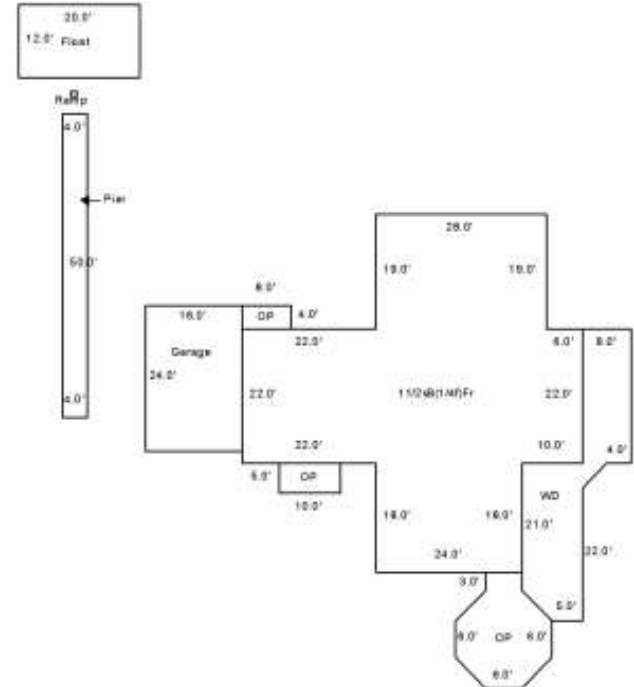 20.0'
12.0' Float
Ramp
4.0'
Pier
50.0'
4.0'
28.0'
19.0' 19.0'
8.0'
16.0' OP 4.0'
22.0' 6.0' 8.0'
Garage
24.0'
22.0' 1 1/2sB(1/4f)Fr 22.0'
22.0' 10.0' 4.0'
5.0' OP
10.0'
WD
18.0' 18.0' 21.0'
24.0' 22.0'
3.0'
5.0'
6.0' OP 6.0'
6.0'